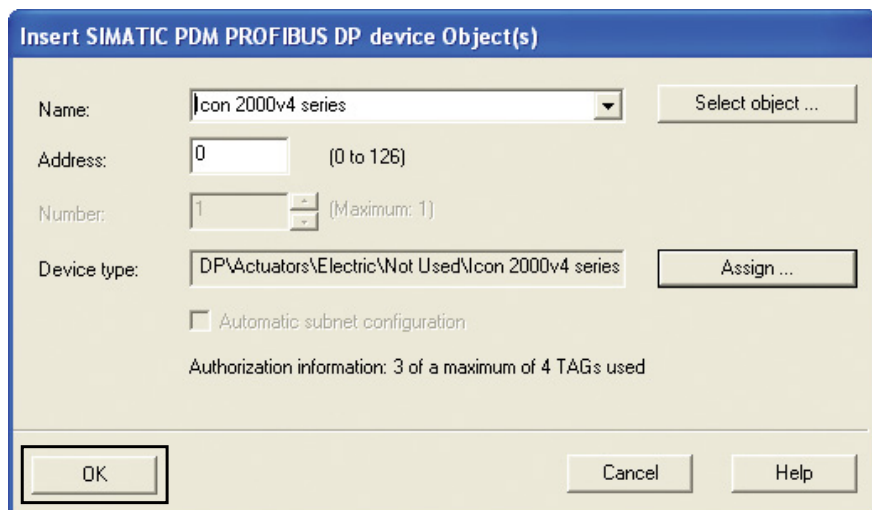 Insert SIMATIC PDM PROFIBUS DP device Object(s)
Name: Icon 2000v4 series Select object ...
Address: 0 (0 to 126)
Number: 1 (Maximum: 1)
Device type: DP\Actuators\Electric\Not Used\Icon 2000v4 series Assign ...
Automatic subnet configuration
Authorization information: 3 of a maximum of 4 TAGs used
OK Cancel Help